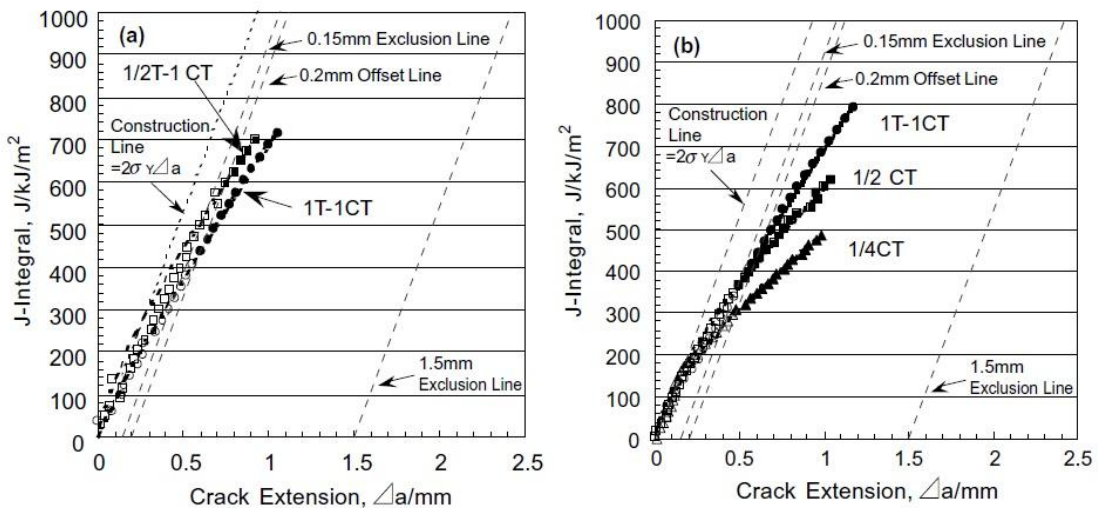 (a)
1000
900
800
700
600
500
400
300
200
100
0
J-Integral, J/kJ/m²
0.15mm Exclusion Line
0.2mm Offset Line
1/2T-1 CT
Construction
Line
=2σY⊿a
1T-1CT
1.5mm
Exclusion Line
0 0.5 1 1.5 2 2.5
Crack Extension, ⊿a/mm
(b)
1000
900
800
700
600
500
400
300
200
100
0
J-Integral, J/kJ/m²
0.15mm Exclusion Line
0.2mm Offset Line
Construction
Line
=2σY⊿a
1T-1CT
1/2 CT
1/4CT
1.5mm
Exclusion Line
0 0.5 1 1.5 2 2.5
Crack Extension, ⊿a/mm